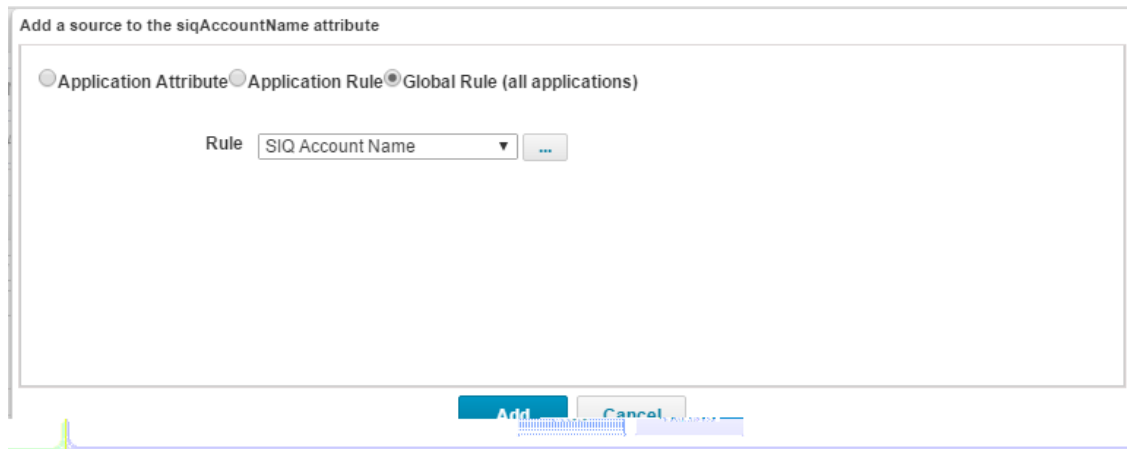 Add a source to the siqAccountName attribute
Application Attribute Application Rule Global Rule (all applications)
Rule SIQ Account Name ...
Add Cancel